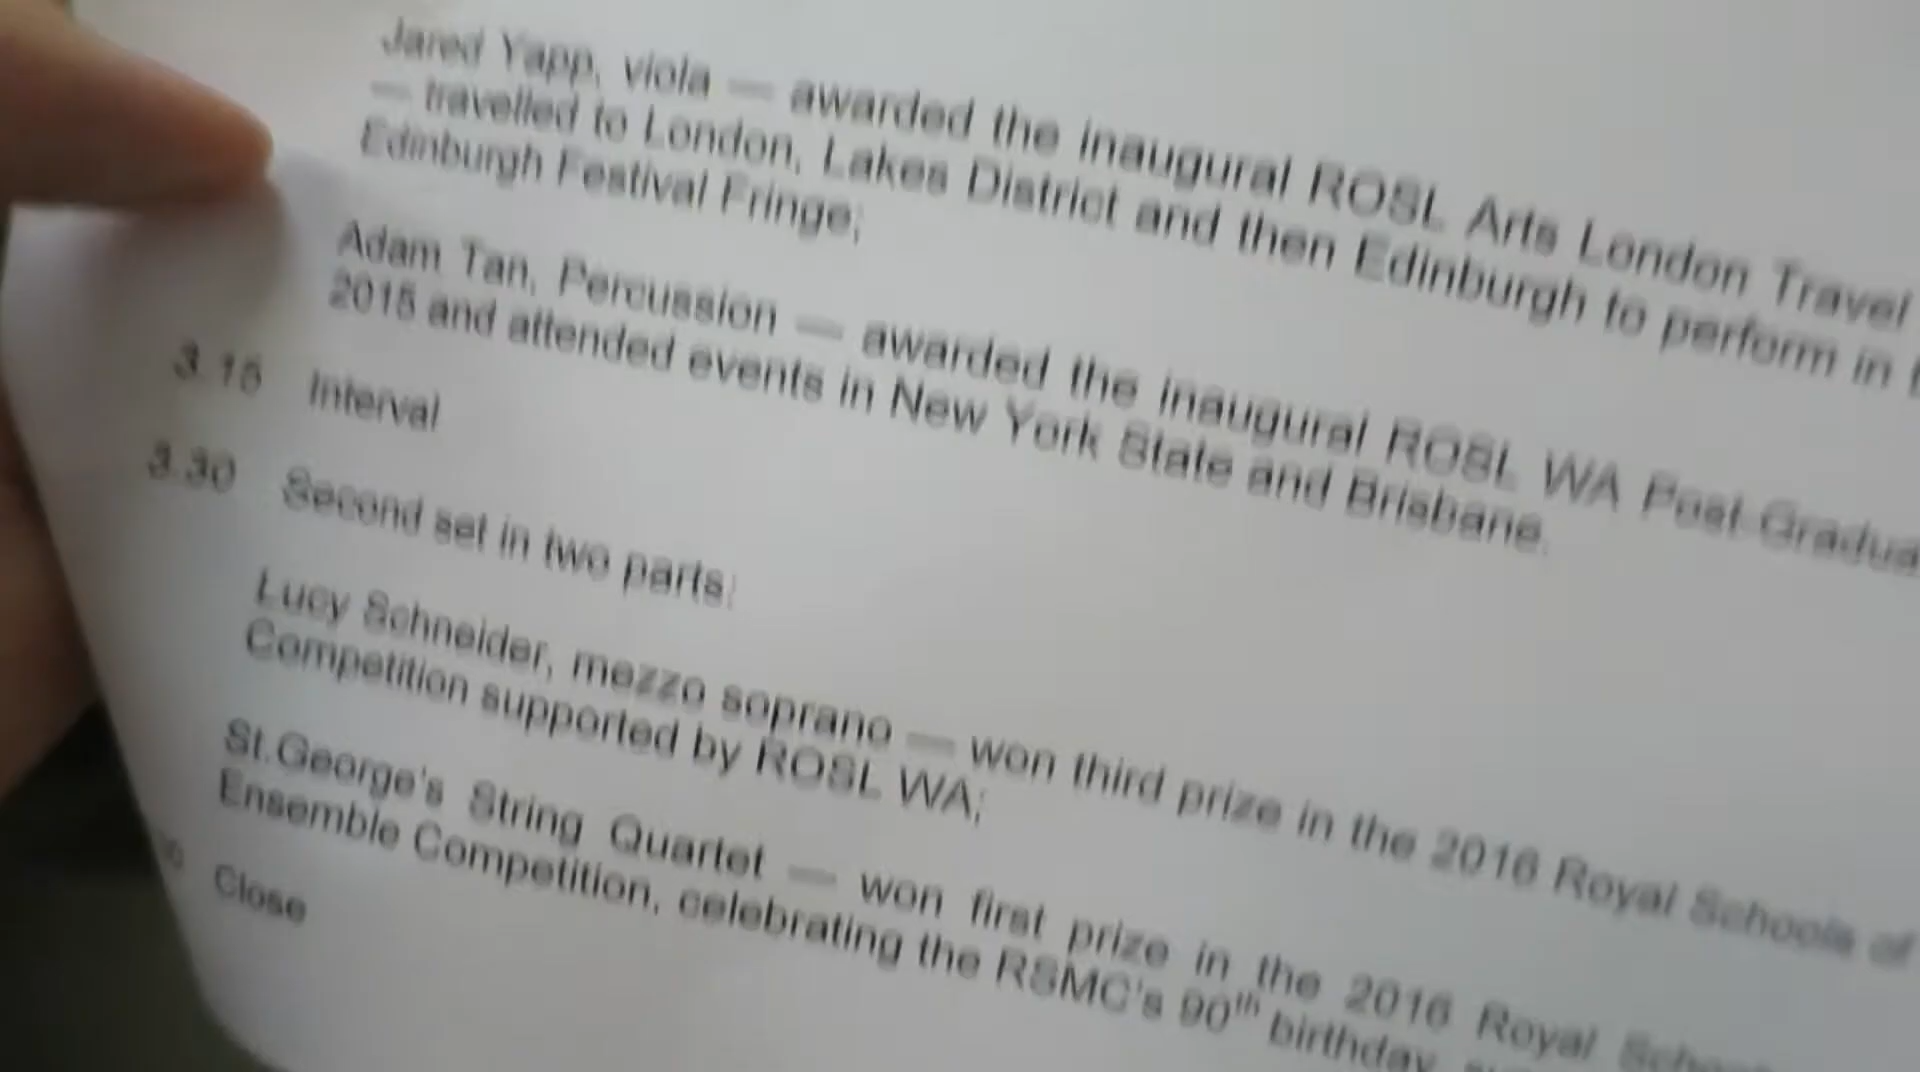 Jared Yapp, viola — awarded the inaugural ROSL Arts London Travel
— travelled to London, Lakes District and then Edinburgh to perform in
Edinburgh Festival Fringe;
Adam Tan, Percussion — awarded the inaugural ROSL WA Post-Gradua
2015 and attended events in New York State and Brisbane.
3.15 Interval
3.30 Second set in two parts:
Lucy Schneider, mezzo soprano — won third prize in the 2016 Royal Schools of
Competition supported by ROSL WA;
St.George's String Quartet — won first prize in the 2016 Royal
Ensemble Competition, celebrating the RSMC's 90th birthday,
Close